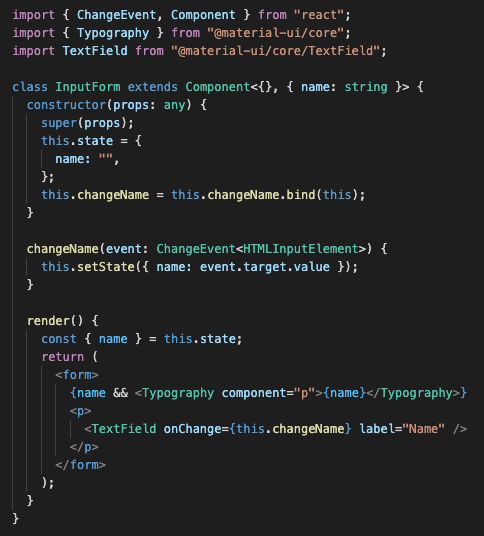 import { ChangeEvent, Component } from "react";
import { Typography } from "@material-ui/core";
import TextField from "@material-ui/core/TextField";

class InputForm extends Component<{}, { name: string }> {
  constructor(props: any) {
    super(props);
    this.state = {
      name: "",
    };
    this.changeName = this.changeName.bind(this);
  }

  changeName(event: ChangeEvent<HTMLInputElement>) {
    this.setState({ name: event.target.value });
  }

  render() {
    const { name } = this.state;
    return (
      <form>
        {name && <Typography component="p">{name}</Typography>}
        <p>
          <TextField onChange={this.changeName} label="Name" />
        </p>
      </form>
    );
  }
}